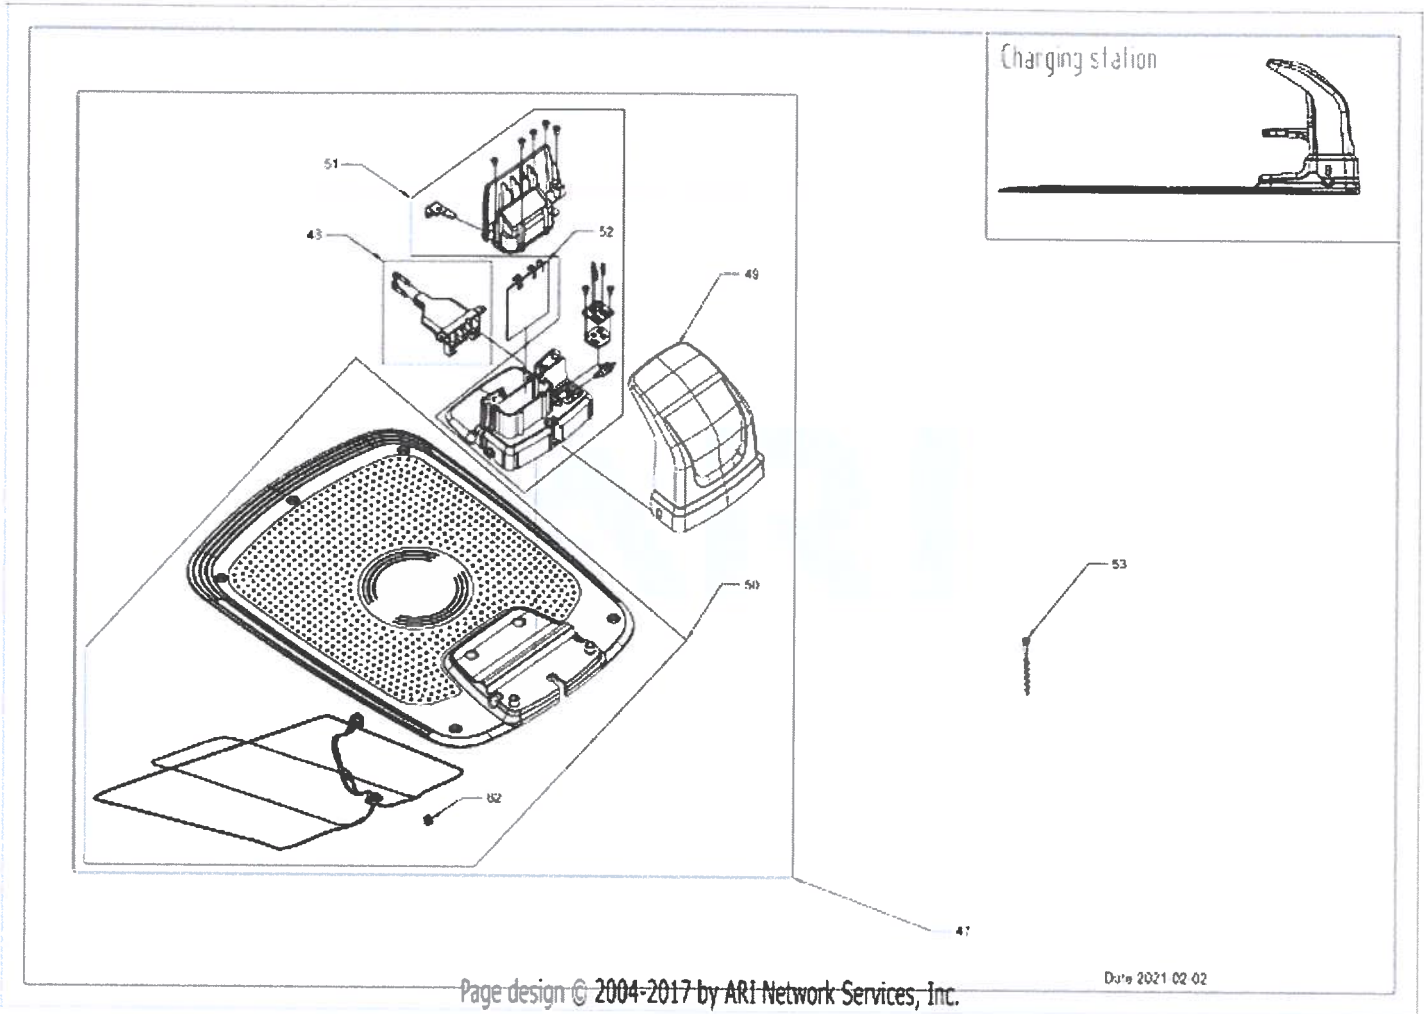 Charging station
51
52
49
50
53
62
47
Date 2021-02-02
Page design © 2004-2017 by ARI Network Services, Inc.
ARI